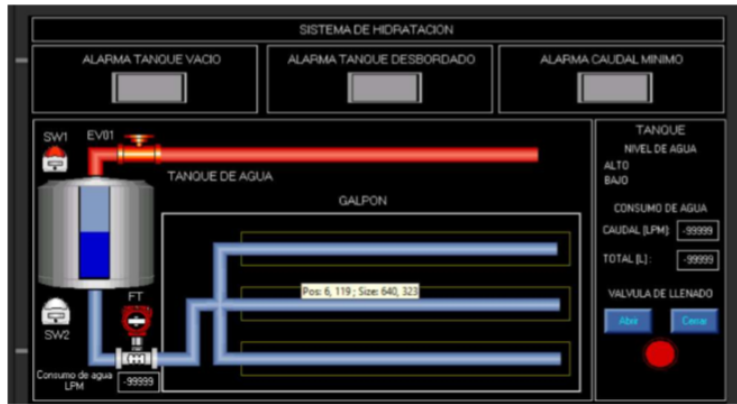 SISTEMA DE HIDRATACION
ALARMA TANQUE VACIO
ALARMA TANQUE DESBORDADO
ALARMA CAUDAL MINIMO
SW1
EV01
TANQUE DE AGUA
GALPON
Pos: 6, 119 ; Size: 640, 323
FT
SW2
Consumo de agua
LPM
-99999
TANQUE
NIVEL DE AGUA
ALTO
BAJO
CONSUMO DE AGUA
CAUDAL (LPM): -99999
TOTAL (L) : -99999
VALVULA DE LLENADO
Abrir Cerrar